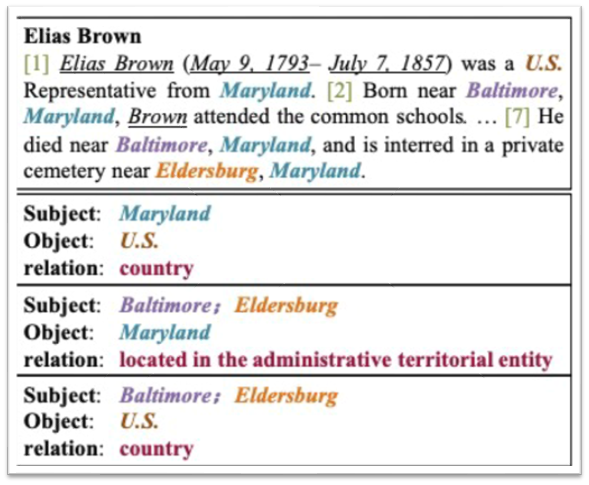 Elias Brown
[1] Elias Brown (May 9, 1793– July 7, 1857) was a U.S.
Representative from Maryland. [2] Born near Baltimore,
Maryland, Brown attended the common schools. … [7] He
died near Baltimore, Maryland, and is interred in a private
cemetery near Eldersburg, Maryland.
Subject: Maryland
Object: U.S.
relation: country
Subject: Baltimore; Eldersburg
Object: Maryland
relation: located in the administrative territorial entity
Subject: Baltimore; Eldersburg
Object: U.S.
relation: country